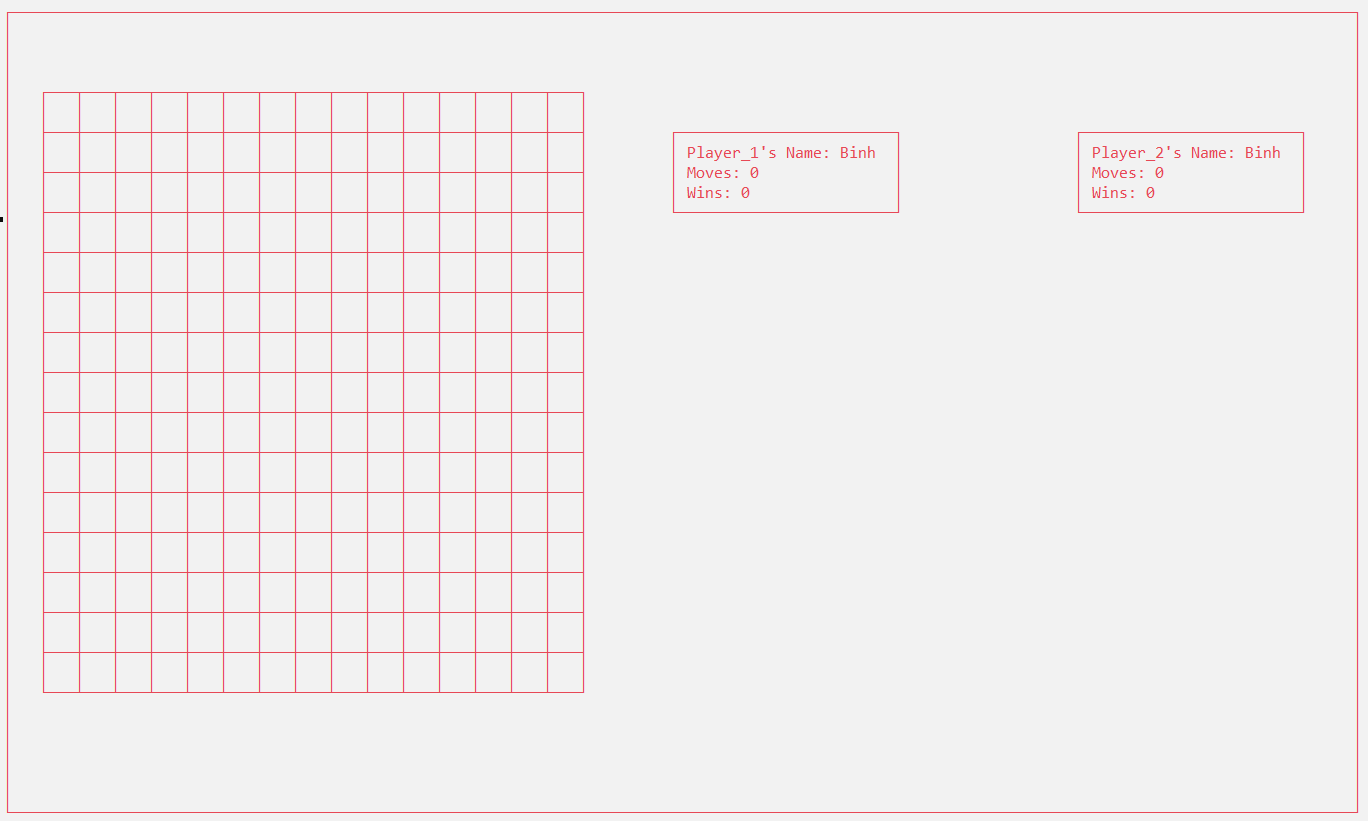 Player_1's Name: Binh
Moves: 0
Wins: 0
Player_2's Name: Binh
Moves: 0
Wins: 0